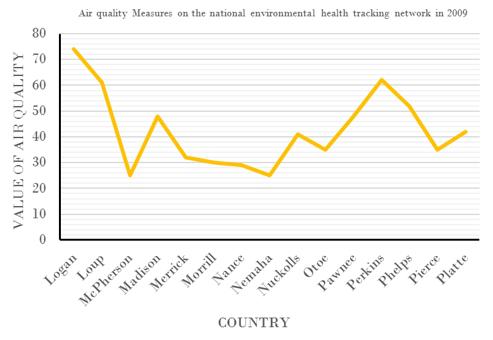 Air quality Measures on the national environmental health tracking network in 2009
VALUE OF AIR QUALITY
80
70
60
50
40
30
20
10
0
Logan
Loup
McPherson
Madison
Merrick
Morrill
Nance
Nemaha
Nuckolls
Otoe
Pawnee
Perkins
Phelps
Pierce
Platte
COUNTRY